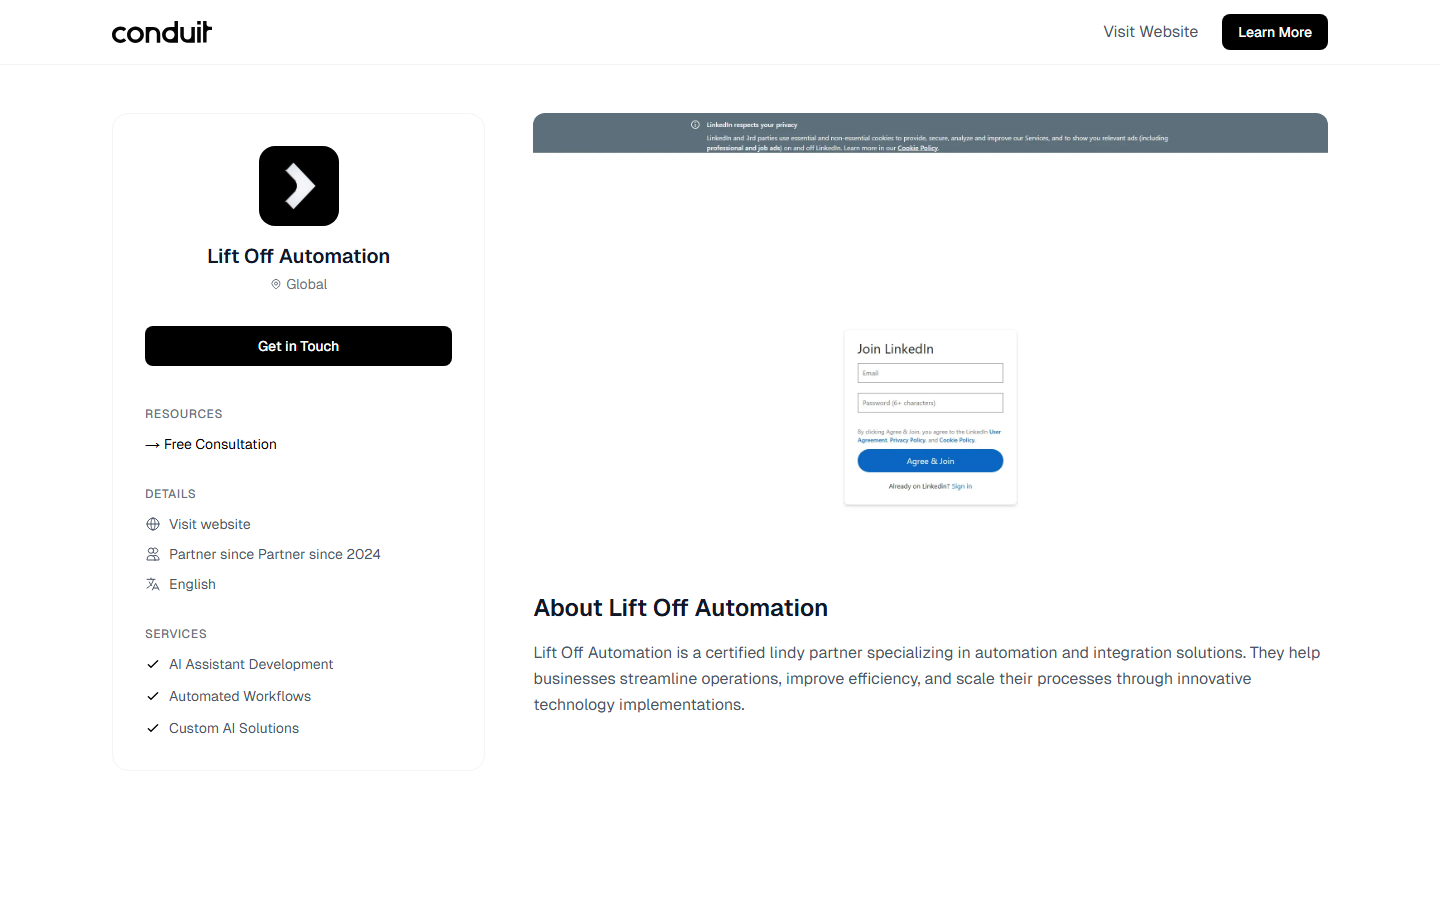 conduit
Visit Website
Learn More
Lift Off Automation
Global
Get in Touch
RESOURCES
→ Free Consultation
DETAILS
Visit website
Partner since Partner since 2024
English
SERVICES
AI Assistant Development
Automated Workflows
Custom AI Solutions
LinkedIn respects your privacy
LinkedIn and 3rd parties use essential and non-essential cookies to provide, secure, analyze and improve our Services, and to show you relevant ads (including
professional and job ads) on and off LinkedIn. Learn more in our Cookie Policy.
Join LinkedIn
Email
Password (6+ characters)
By clicking Agree & Join, you agree to the LinkedIn User
Agreement, Privacy Policy, and Cookie Policy.
Agree & Join
Already on LinkedIn? Sign in
About Lift Off Automation
Lift Off Automation is a certified lindy partner specializing in automation and integration solutions. They help
businesses streamline operations, improve efficiency, and scale their processes through innovative
technology implementations.